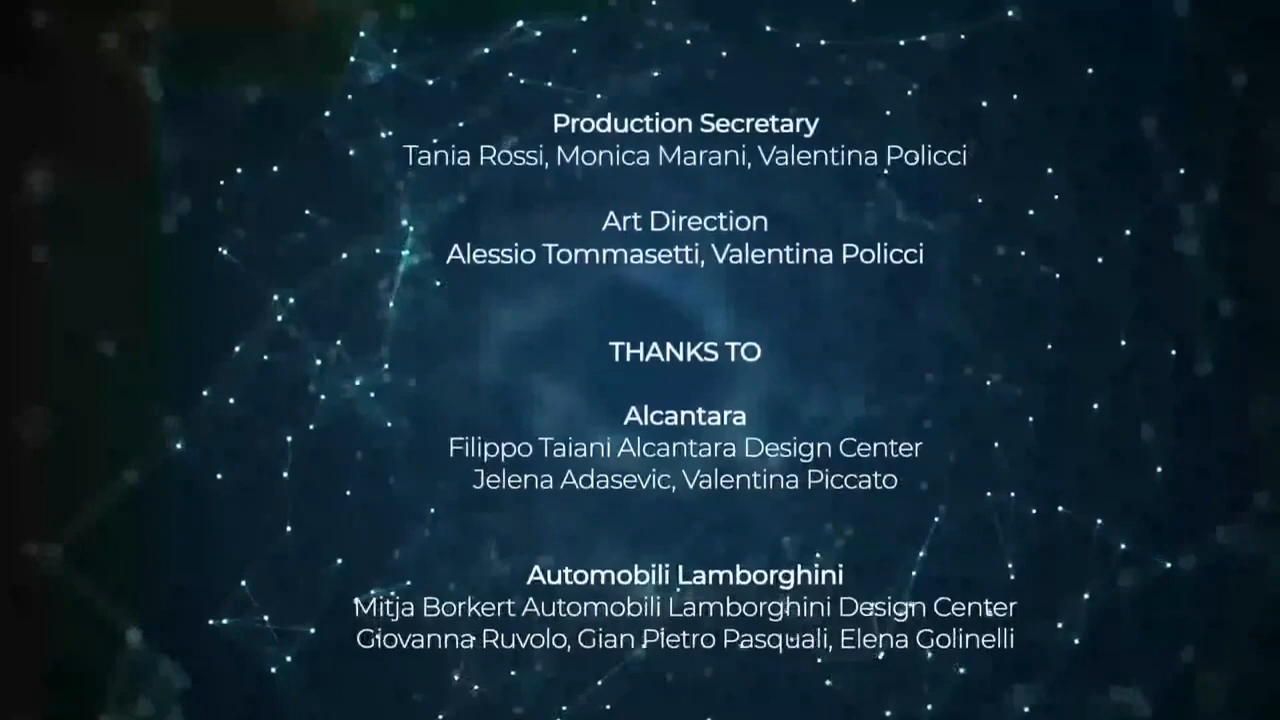 Production Secretary
Tania Rossi, Monica Marani, Valentina Policci
Art Direction
Alessio Tommasetti, Valentina Policci
THANKS TO
Alcantara
Filippo Taiani Alcantara Design Center
Jelena Adasevic, Valentina Piccato
Automobili Lamborghini
Mitja Borkert Automobili Lamborghini Design Center
Giovanna Ruvolo, Gian Pietro Pasquali, Elena Golinelli